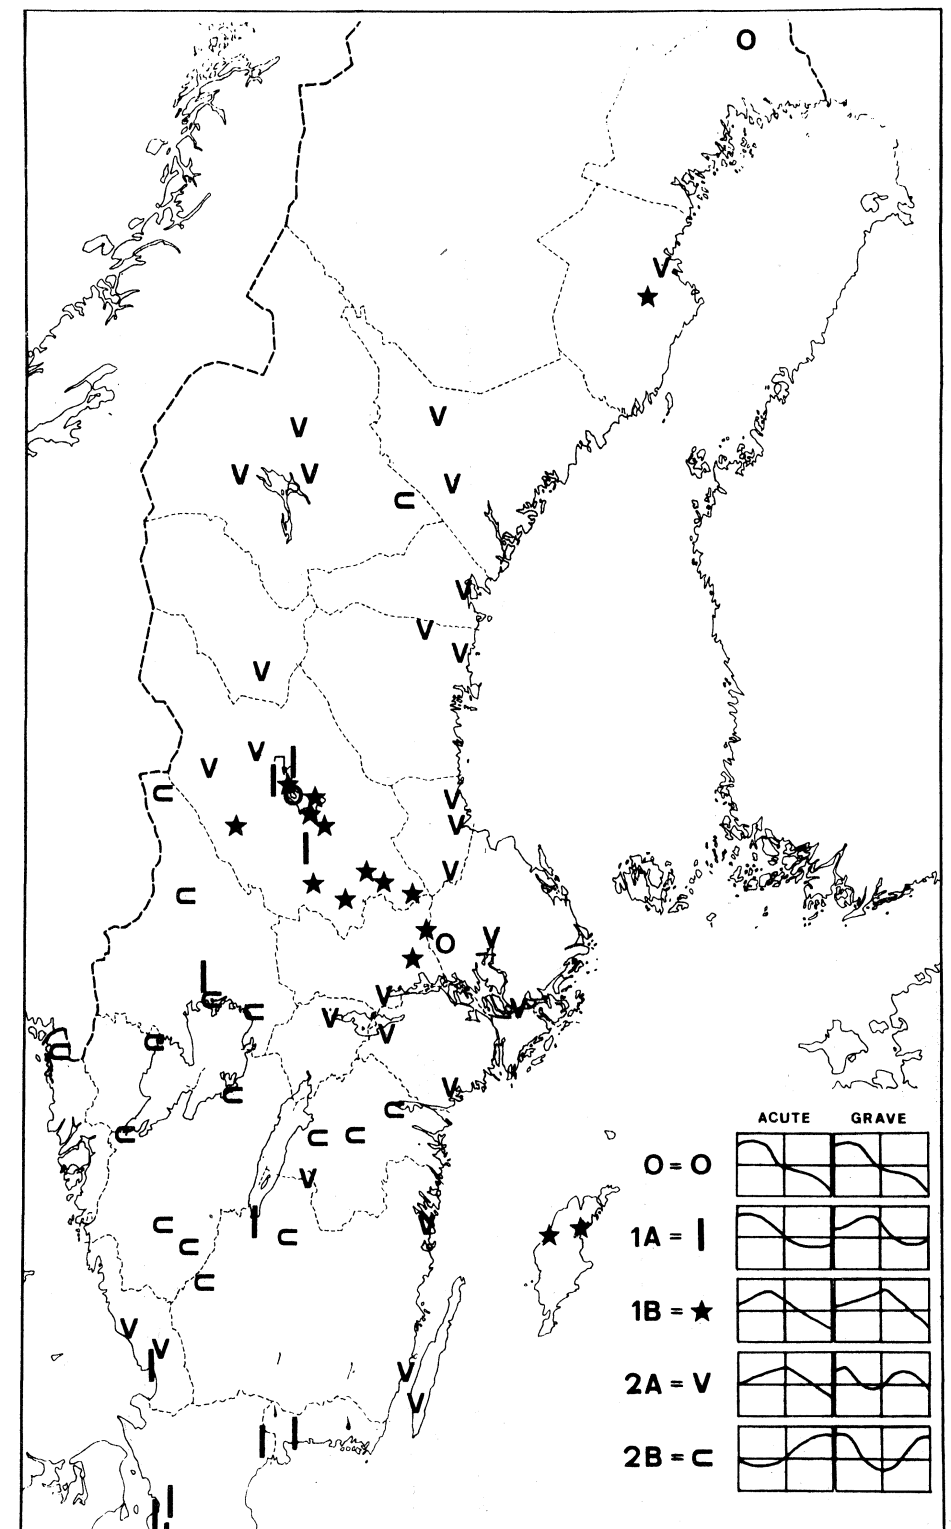 ACUTE GRAVE
O = O
1A = |
1B = ★
2A = V
2B = ⊂